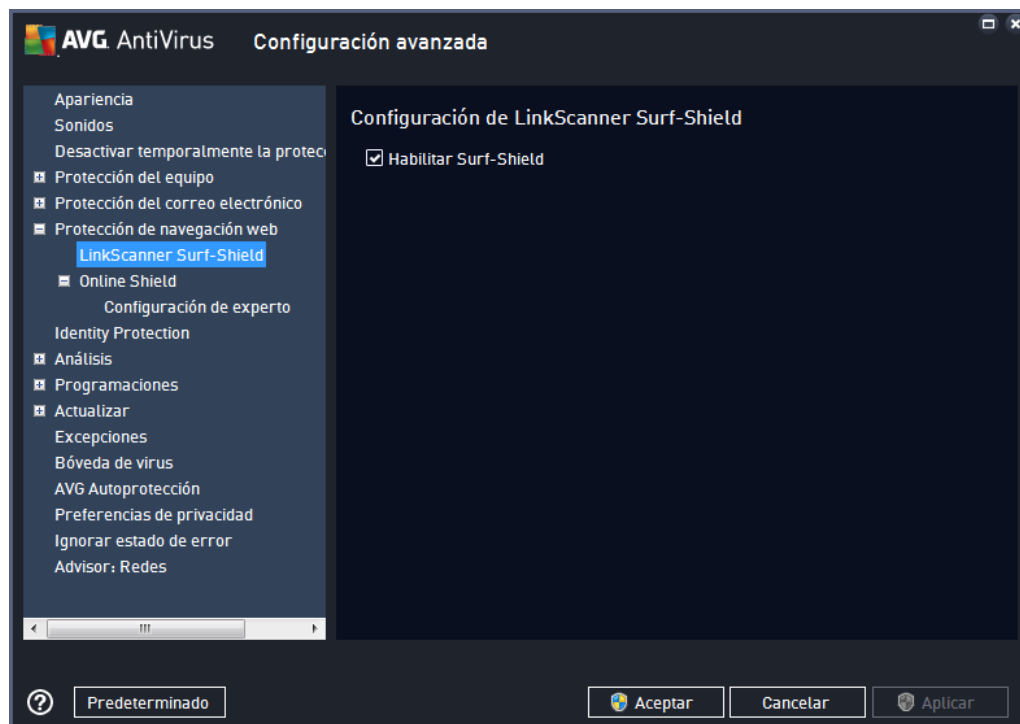 AVG. AntiVirus Configuración avanzada
Apariencia
Sonidos
Desactivar temporalmente la protec
Protección del equipo
Protección del correo electrónico
Protección de navegación web
LinkScanner Surf-Shield
Online Shield
Configuración de experto
Identity Protection
Análisis
Programaciones
Actualizar
Excepciones
Bóveda de virus
AVG Autoprotección
Preferencias de privacidad
Ignorar estado de error
Advisor: Redes
Configuración de LinkScanner Surf-Shield
Habilitar Surf-Shield
?
Predeterminado
Aceptar
Cancelar
Aplicar